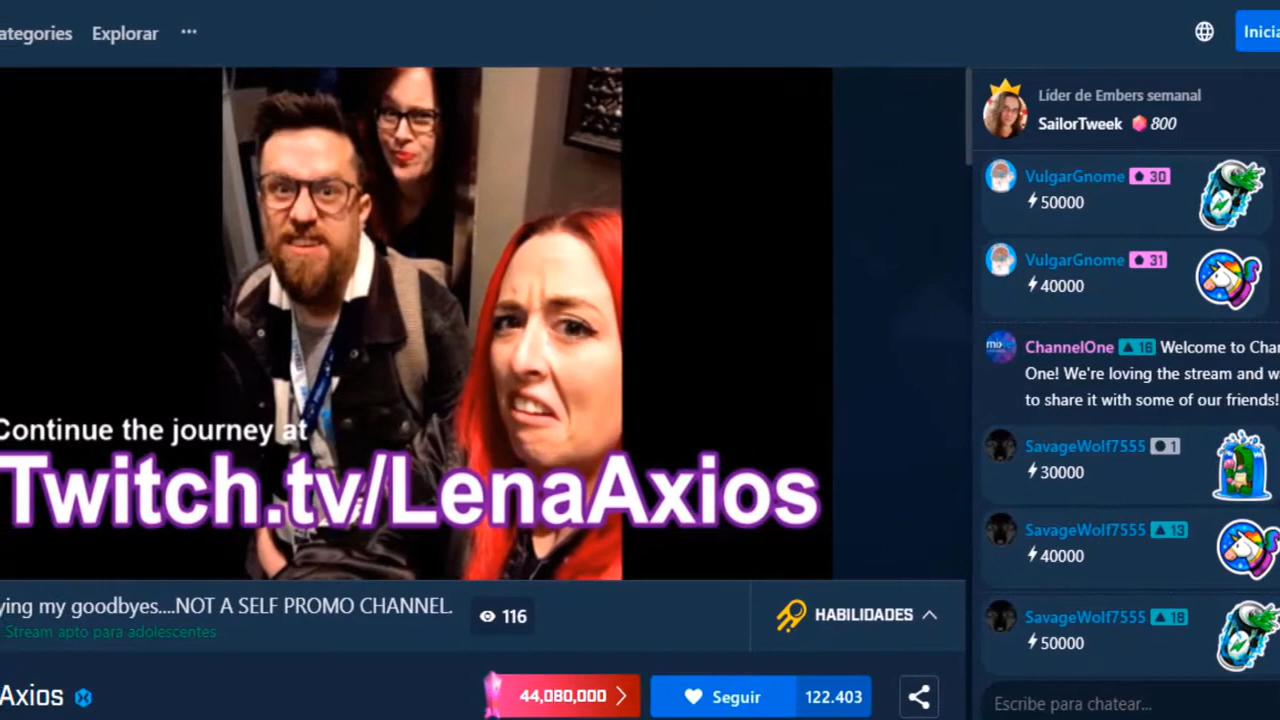 ategories Explorar ···
Inicia
Líder de Embers semanal
SailorTweek 800
VulgarGnome 30
50000
VulgarGnome 31
40000
ChannelOne 16 Welcome to Chan
One! We're loving the stream and w
to share it with some of our friends!
SavageWolf7555 1
30000
SavageWolf7555 13
40000
SavageWolf7555 18
50000
Escribe para chatear...
Continue the journey at
Twitch.tv/LenaAxios
ying my goodbyes....NOT A SELF PROMO CHANNEL.
116
HABILIDADES
Stream apto para adolescentes
Axios
44,080,000
Seguir 122.403